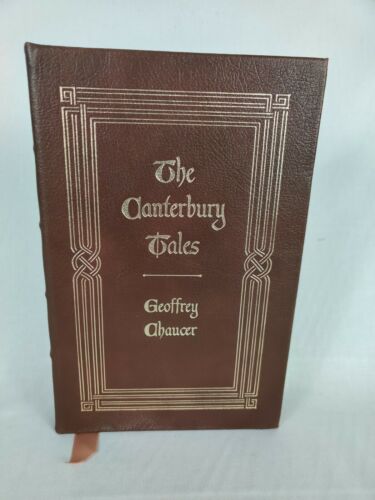 The
Canterbury
Tales
Geoffrey
Chaucer